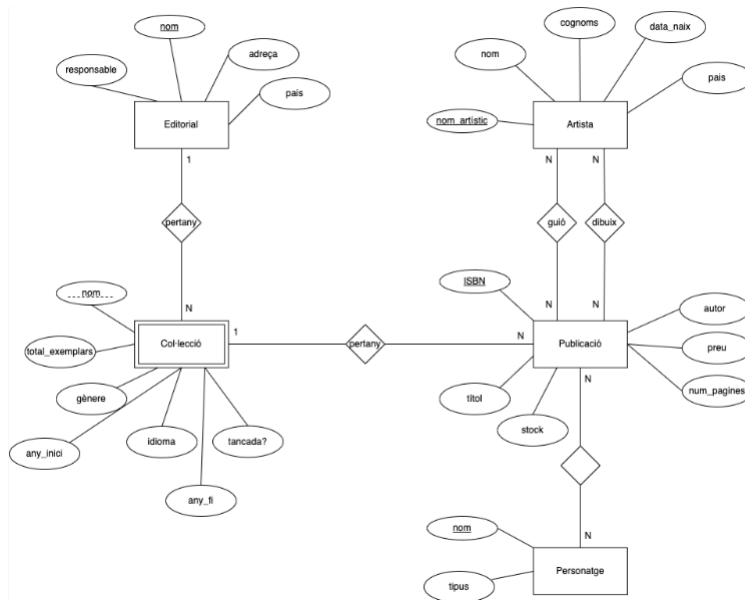 nom
responsable
adreça
pais
Editorial
1
pertany
N
nom
total_exemplars
Col·lecció
gènere
any_inici
idioma
tancada?
any_fi
1
pertany
N
cognoms
data_naix
nom
pais
nom_artistic
Artista
N
N
guió
dibuix
N
N
ISBN
autor
Publicació
preu
num_pagines
títol
stock
N
N
nom
Personatge
tipus